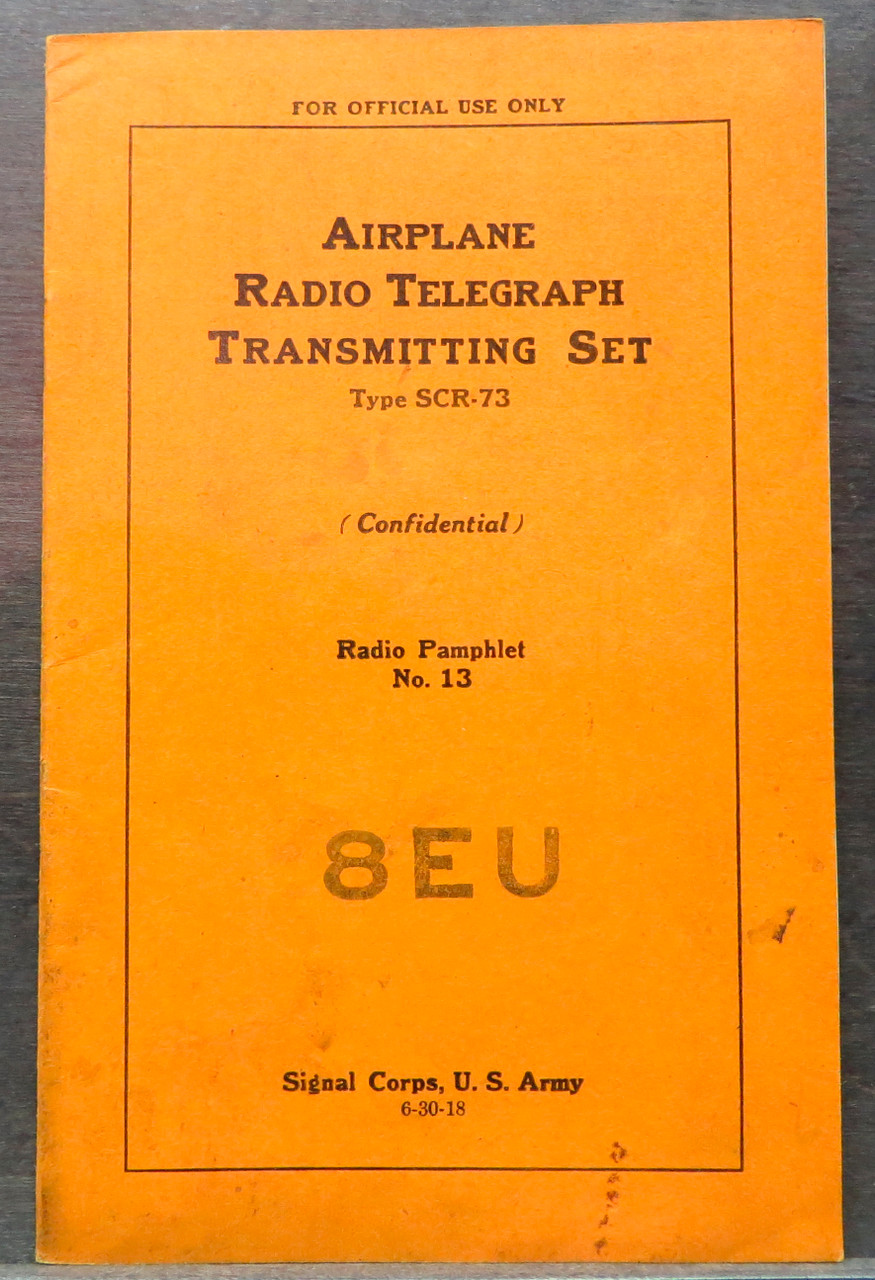 FOR OFFICIAL USE ONLY
AIRPLANE
RADIO TELEGRAPH
TRANSMITTING SET
Type SCR-73
(Confidential)
Radio Pamphlet
No. 13
8EU
Signal Corps, U. S. Army
6-30-18